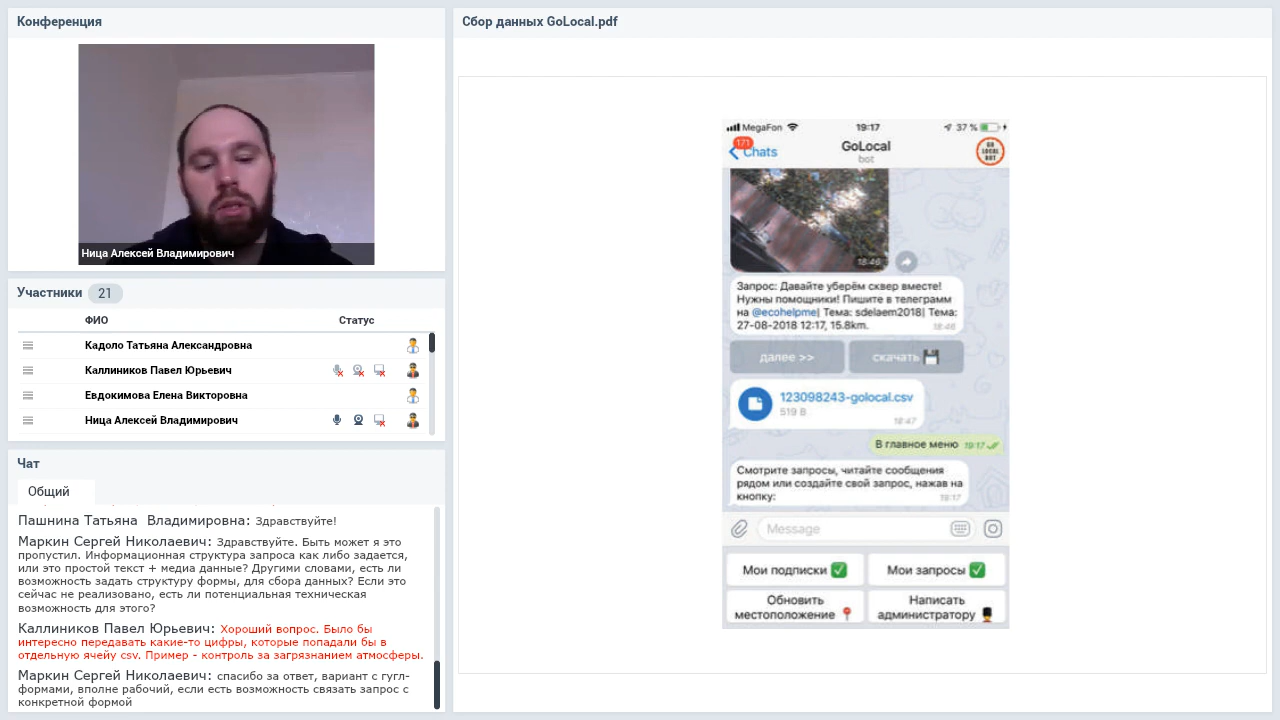 Конференция
Ница Алексей Владимирович
Участники 21
ФИО Статус
Кадоло Татьяна Александровна
Каллиников Павел Юрьевич
Евдокимова Елена Викторовна
Ница Алексей Владимирович
Чат
Общий
Пашнина Татьяна Владимировна: Здравствуйте!
Маркин Сергей Николаевич: Здравствуйте. Быть может я это
пропустил. Информационная структура запроса как либо задается,
или это простой текст + медиа данные? Другими словами, есть ли
возможность задать структуру формы, для сбора данных? Если это
сейчас не реализовано, есть ли потенциальная техническая
возможность для этого?
Каллиников Павел Юрьевич: Хороший вопрос. Было бы
интересно передавать какие-то цифры, которые попадали бы в
отдельную ячейу csv. Пример - контроль за загрязнанием атмосферы.
Маркин Сергей Николаевич: спасибо за ответ, вариант с гугл-
формами, вполне рабочий, если есть возможность связать запрос с
конкретной формой
Сбор данных GoLocal.pdf
MegaFon 19:17 37 %
171
Chats GoLocal
bot
GO
LOCAL
BOT
18:46
Запрос: Давайте уберём сквер вместе!
Нужны помощники! Пишите в телеграмм
на @ecohelpme| Тема: sdelaem2018| Тема:
27-08-2018 12:17, 15.8km. 18:46
далее >> скачать
123098243-golocal.csv
519 B
18:47
В главное меню 19:17
Смотрите запросы, читайте сообщения
рядом или создайте свой запрос, нажав на
кнопку: 19:17
Message
Мои подписки Мои запросы
Обновить
местоположение
Написать
администратору